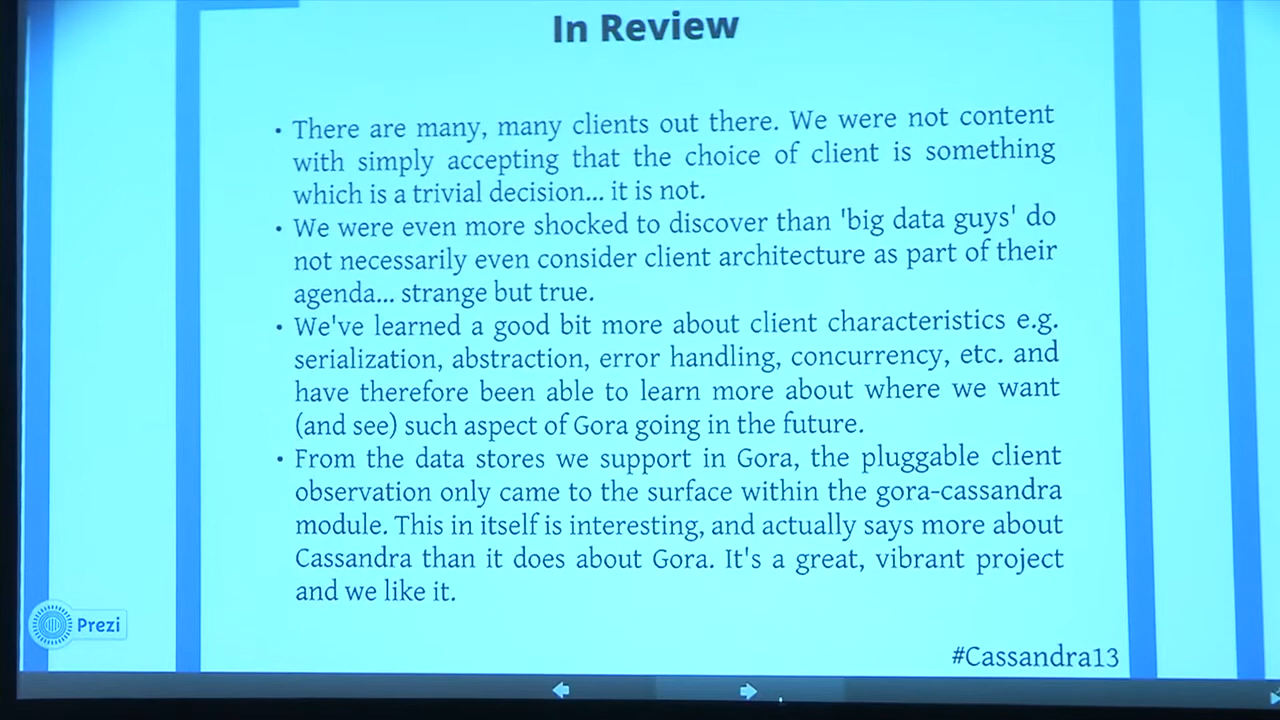 In Review
• There are many, many clients out there. We were not content
with simply accepting that the choice of client is something
which is a trivial decision... it is not.
• We were even more shocked to discover than 'big data guys' do
not necessarily even consider client architecture as part of their
agenda... strange but true.
• We've learned a good bit more about client characteristics e.g.
serialization, abstraction, error handling, concurrency, etc. and
have therefore been able to learn more about where we want
(and see) such aspect of Gora going in the future.
• From the data stores we support in Gora, the pluggable client
observation only came to the surface within the gora-cassandra
module. This in itself is interesting, and actually says more about
Cassandra than it does about Gora. It's a great, vibrant project
and we like it.
Prezi
#Cassandra13